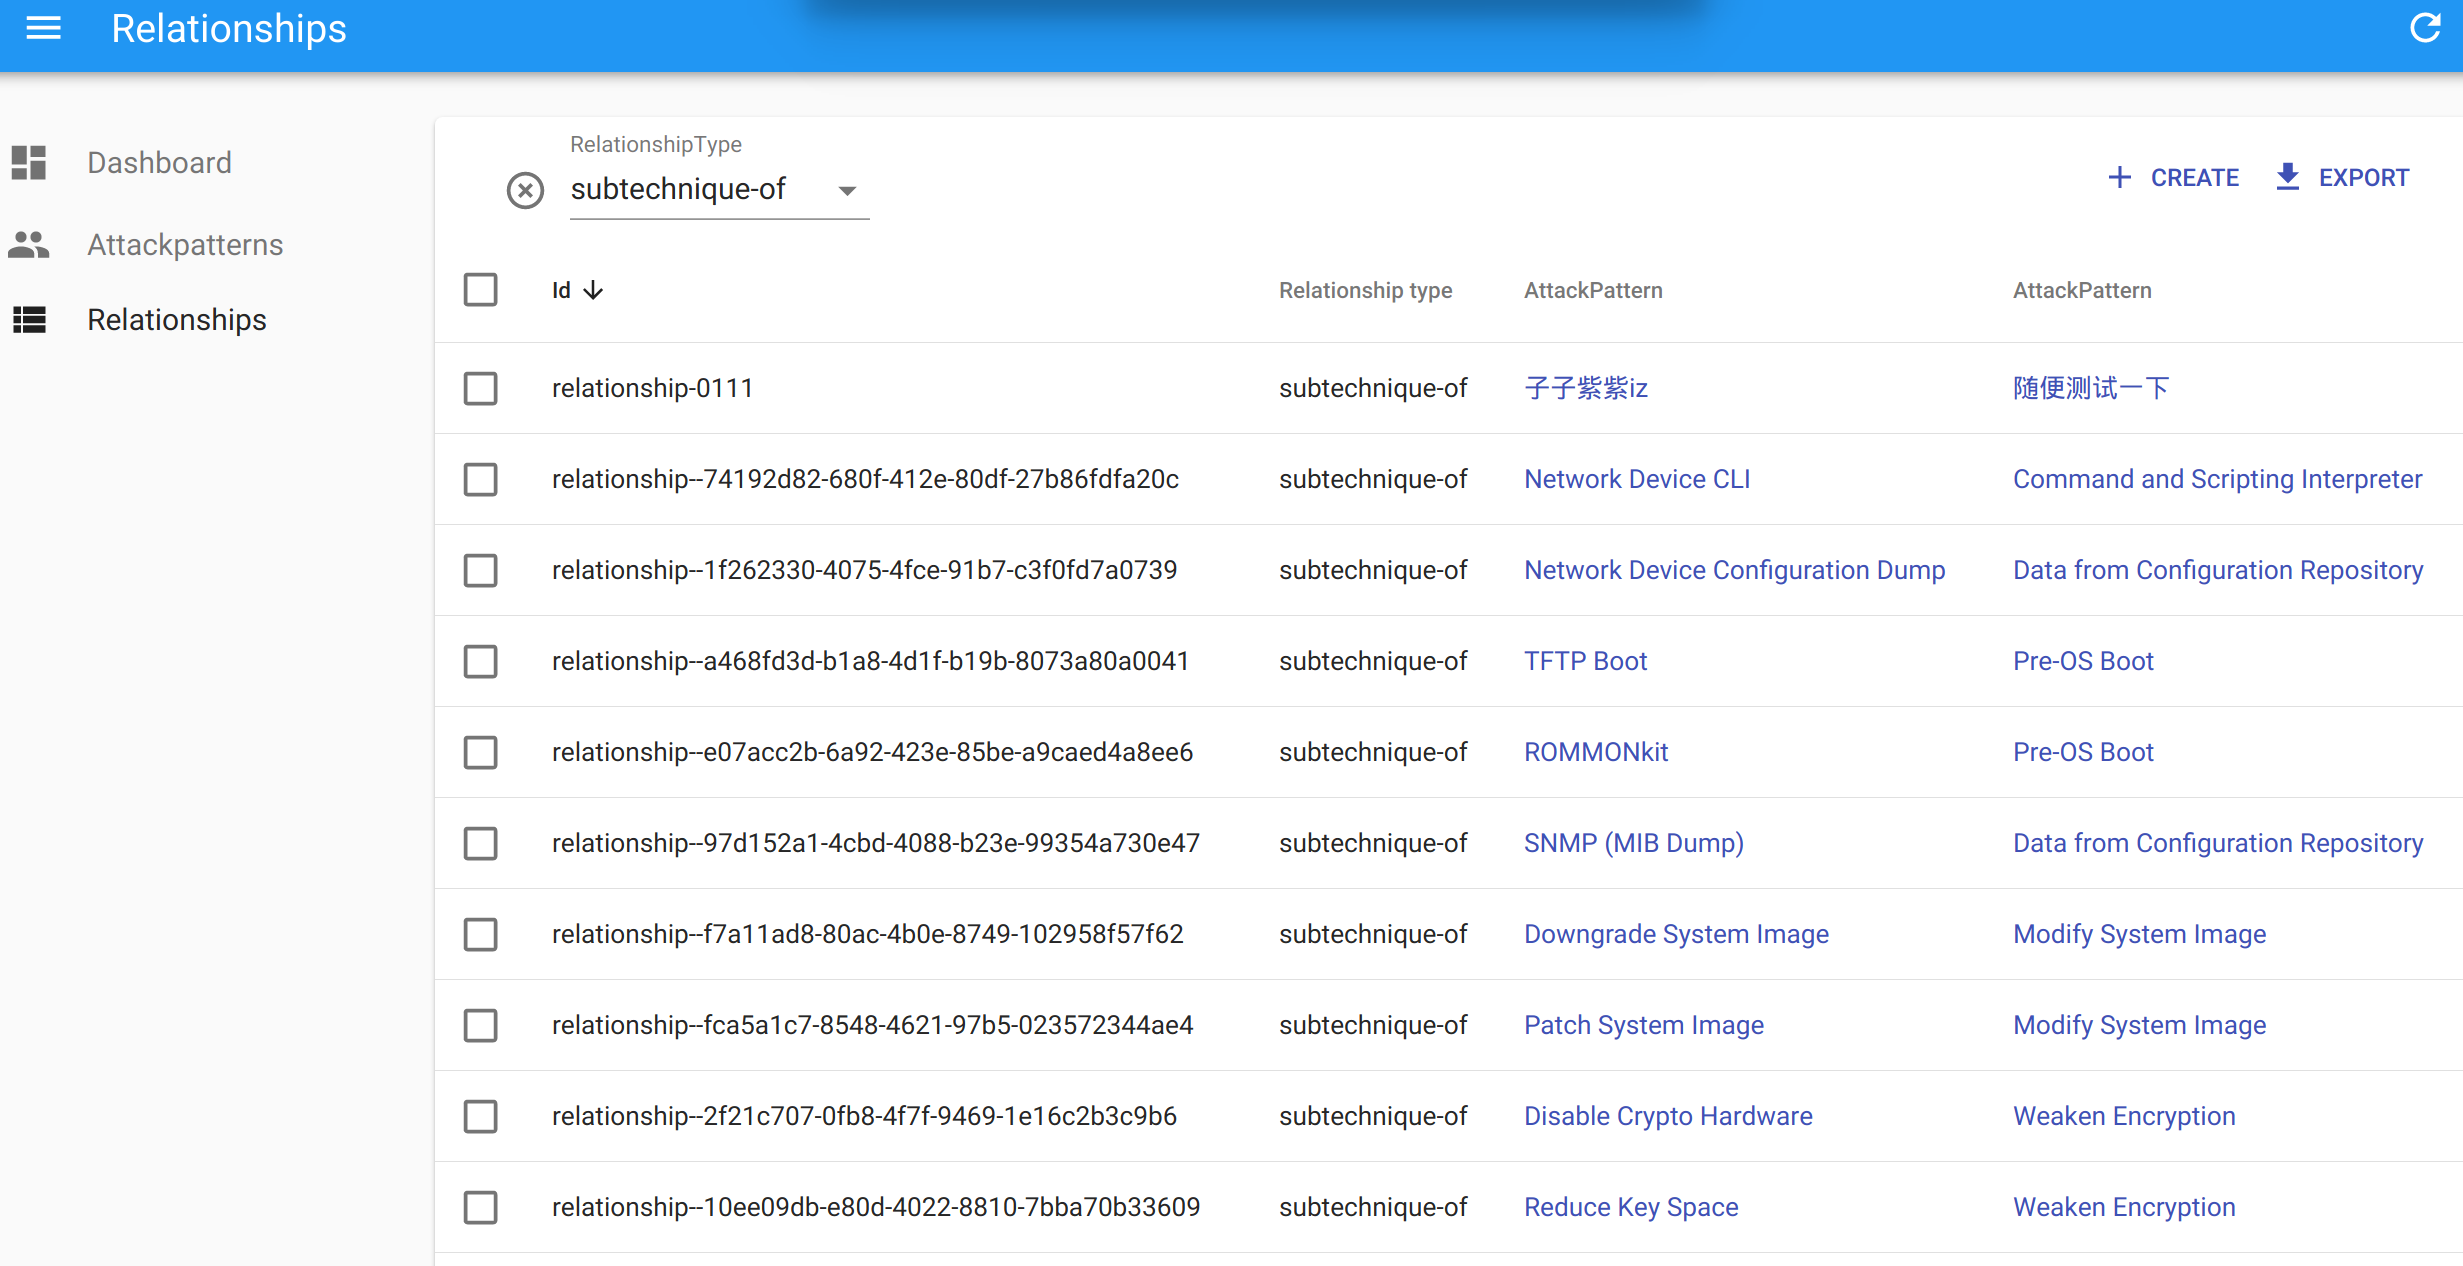 Relationships
Dashboard
Attackpatterns
Relationships
RelationshipType
subtechnique-of
CREATE EXPORT
Id Relationship type AttackPattern AttackPattern
relationship-0111 subtechnique-of 子子紫紫iz 随便测试一下
relationship--74192d82-680f-412e-80df-27b86fdfa20c subtechnique-of Network Device CLI Command and Scripting Interpreter
relationship--1f262330-4075-4fce-91b7-c3f0fd7a0739 subtechnique-of Network Device Configuration Dump Data from Configuration Repository
relationship--a468fd3d-b1a8-4d1f-b19b-8073a80a0041 subtechnique-of TFTP Boot Pre-OS Boot
relationship--e07acc2b-6a92-423e-85be-a9caed4a8ee6 subtechnique-of ROMMONkit Pre-OS Boot
relationship--97d152a1-4cbd-4088-b23e-99354a730e47 subtechnique-of SNMP (MIB Dump) Data from Configuration Repository
relationship--f7a11ad8-80ac-4b0e-8749-102958f57f62 subtechnique-of Downgrade System Image Modify System Image
relationship--fca5a1c7-8548-4621-97b5-023572344ae4 subtechnique-of Patch System Image Modify System Image
relationship--2f21c707-0fb8-4f7f-9469-1e16c2b3c9b6 subtechnique-of Disable Crypto Hardware Weaken Encryption
relationship--10ee09db-e80d-4022-8810-7bba70b33609 subtechnique-of Reduce Key Space Weaken Encryption